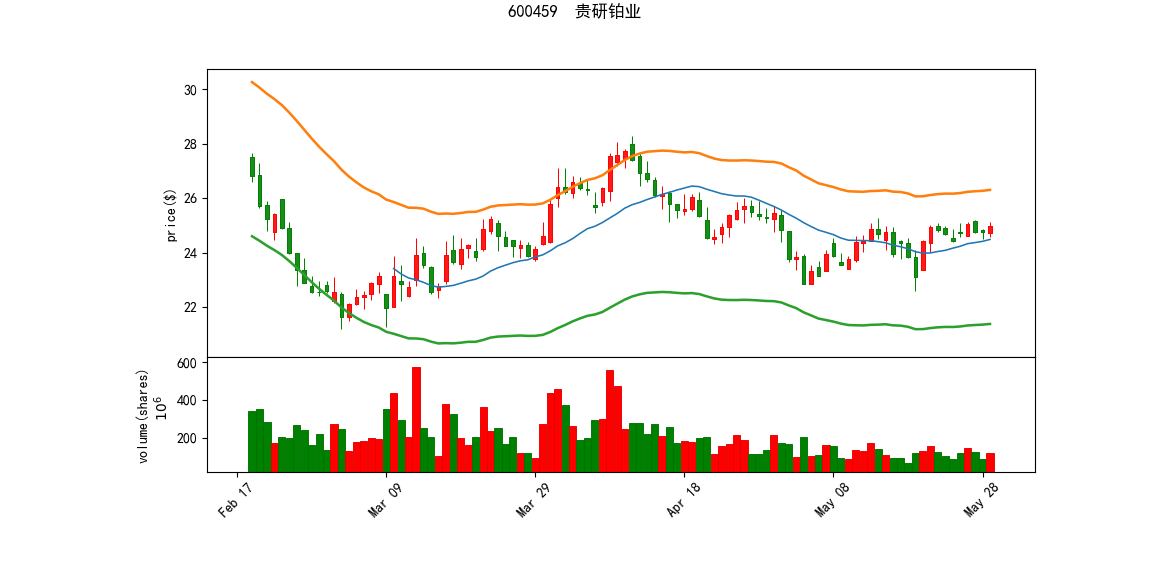 600459  贵研铂业
price($)
30
28
26
24
22
volume(shares)
10^6
600
400
200
Feb 17
Mar 09
Mar 29
Apr 18
May 08
May 28